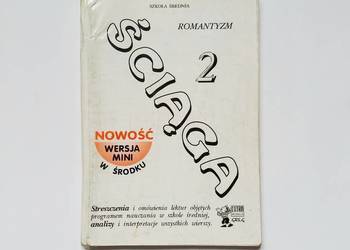 SZKOŁA ŚREDNIA
ROMANTYZM
2
ŚCIĄGA
NOWOŚĆ
WERSJA
MINI
W ŚRODKU
Streszczenia i omówienia lektur objętych
programem nauczania w szkole średniej,
analizy i interpretacje wszystkich wierszy.